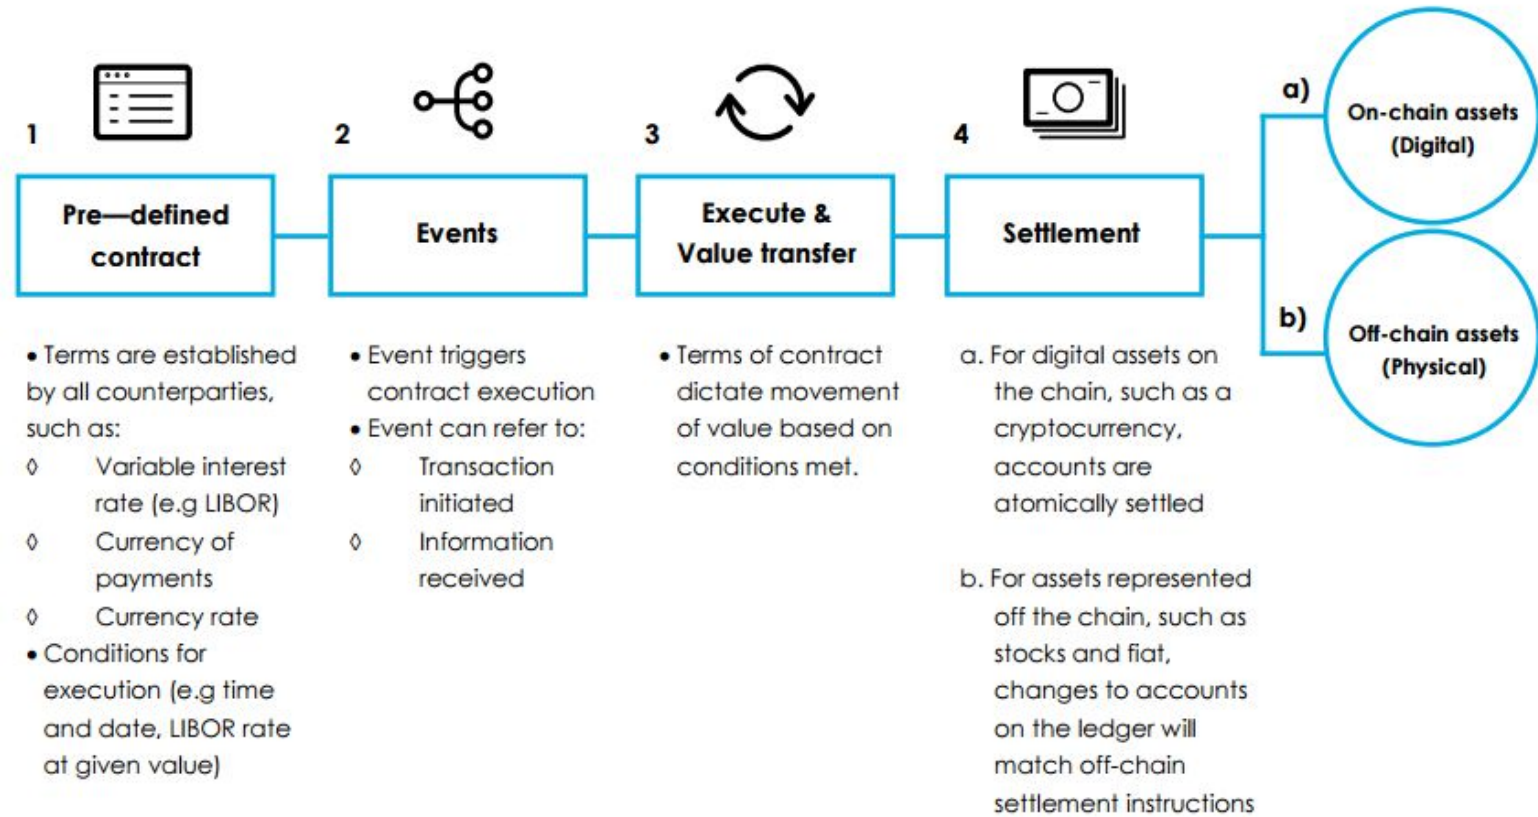 1
Pre—defined
contract
• Terms are established
by all counterparties,
such as:
◊ Variable interest
rate (e.g LIBOR)
◊ Currency of
payments
◊ Currency rate
• Conditions for
execution (e.g time
and date, LIBOR rate
at given value)
2
Events
• Event triggers
contract execution
• Event can refer to:
◊ Transaction
initiated
◊ Information
received
3
Execute &
Value transfer
• Terms of contract
dictate movement
of value based on
conditions met.
4
Settlement
a. For digital assets on
the chain, such as a
cryptocurrency,
accounts are
atomically settled
b. For assets represented
off the chain, such as
stocks and fiat,
changes to accounts
on the ledger will
match off-chain
settlement instructions
a)
On-chain assets
(Digital)
b)
Off-chain assets
(Physical)